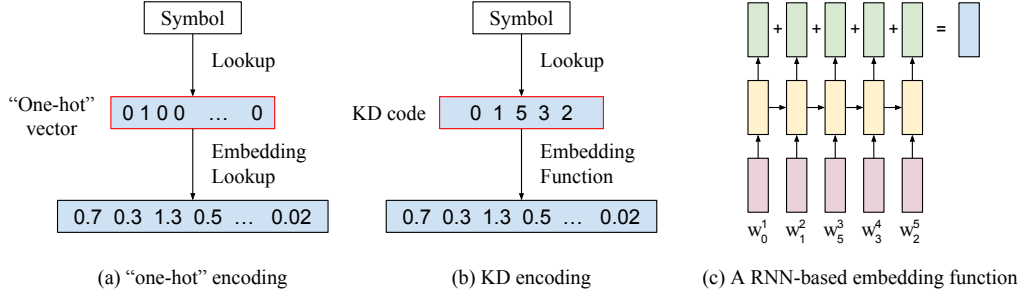 Symbol
Lookup
“One-hot”
vector
0 1 0 0 … 0
Embedding
Lookup
0.7 0.3 1.3 0.5 … 0.02
(a) “one-hot” encoding
Symbol
Lookup
KD code
0 1 5 3 2
Embedding
Function
0.7 0.3 1.3 0.5 … 0.02
(b) KD encoding
+ + + + =
w₀¹ w₁² w₅³ w₃⁴ w₂⁵
(c) A RNN-based embedding function